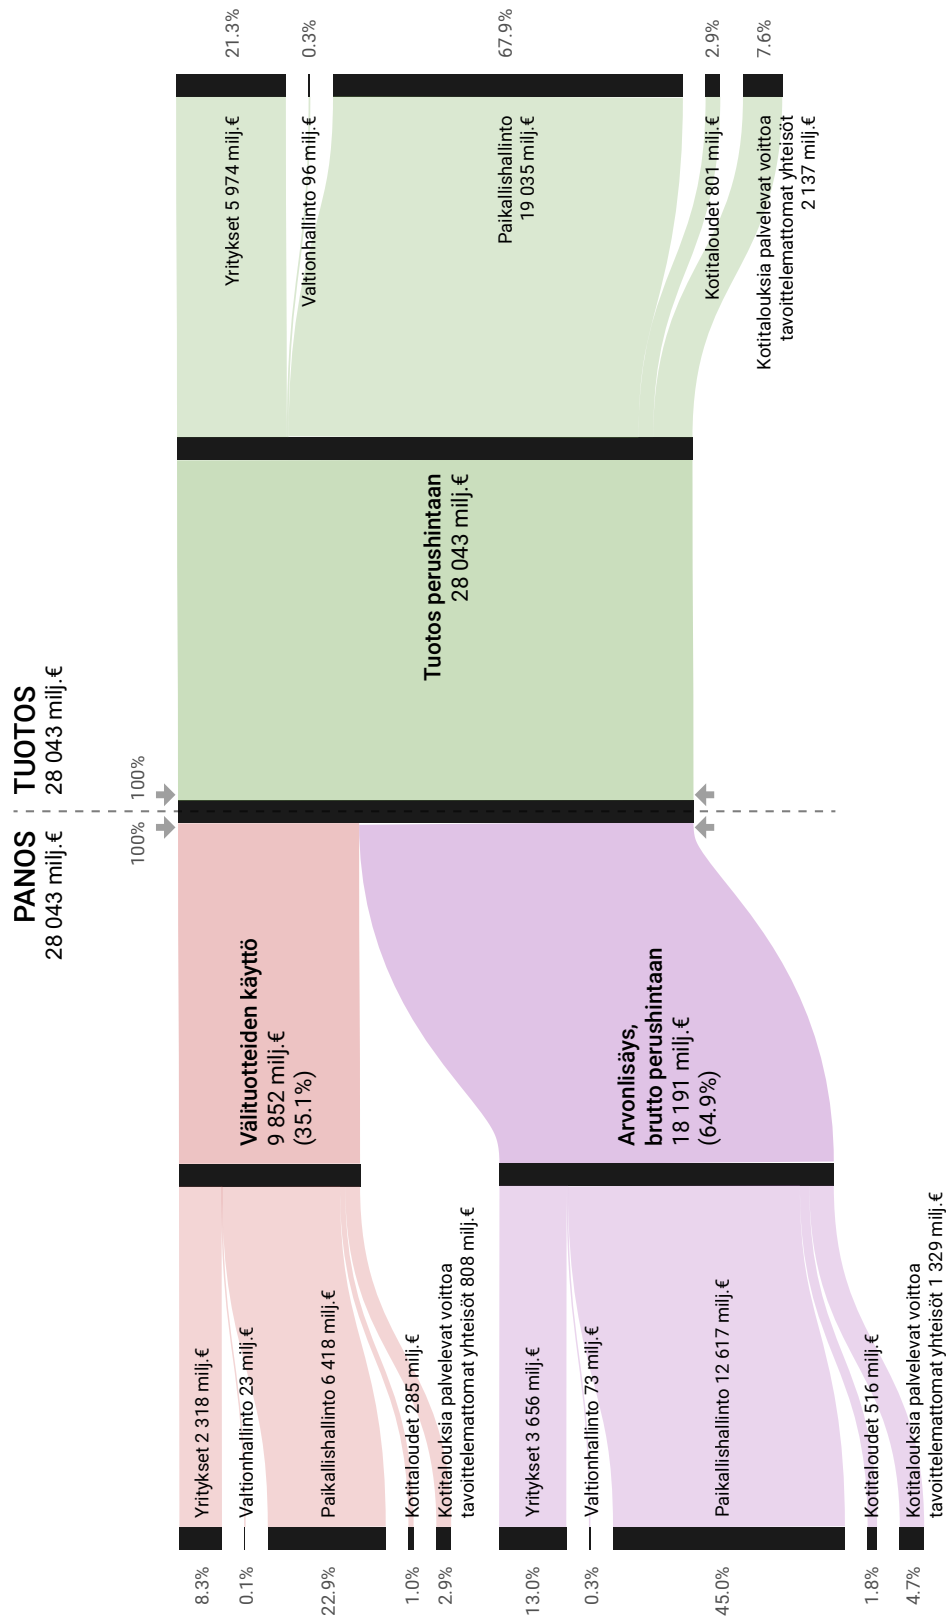 PANOS
28 043 milj.€
TUOTOS
28 043 milj.€
100%
100%
8.3%
Yritykset 2 318 milj.€
0.1%
Valtionhallinto 23 milj.€
22.9%
Paikallishallinto 6 418 milj.€
1.0%
Kotitaloudet 285 milj.€
2.9%
Kotitalouksia palvelevat voittoa
tavoittelemattomat yhteisöt 808 milj.€
13.0%
Yritykset 3 656 milj.€
0.3%
Valtionhallinto 73 milj.€
45.0%
Paikallishallinto 12 617 milj.€
1.8%
Kotitaloudet 516 milj.€
4.7%
Kotitalouksia palvelevat voittoa
tavoittelemattomat yhteisöt 1 329 milj.€
Välituotteiden käyttö
9 852 milj.€
(35.1%)
Arvonlisäys,
brutto perushintaan
18 191 milj.€
(64.9%)
Tuotos perushintaan
28 043 milj.€
Yritykset 5 974 milj.€
21.3%
Valtionhallinto 96 milj.€
0.3%
Paikallishallinto
19 035 milj.€
67.9%
Kotitaloudet 801 milj.€
2.9%
Kotitalouksia palvelevat voittoa
tavoittelemattomat yhteisöt
2 137 milj.€
7.6%